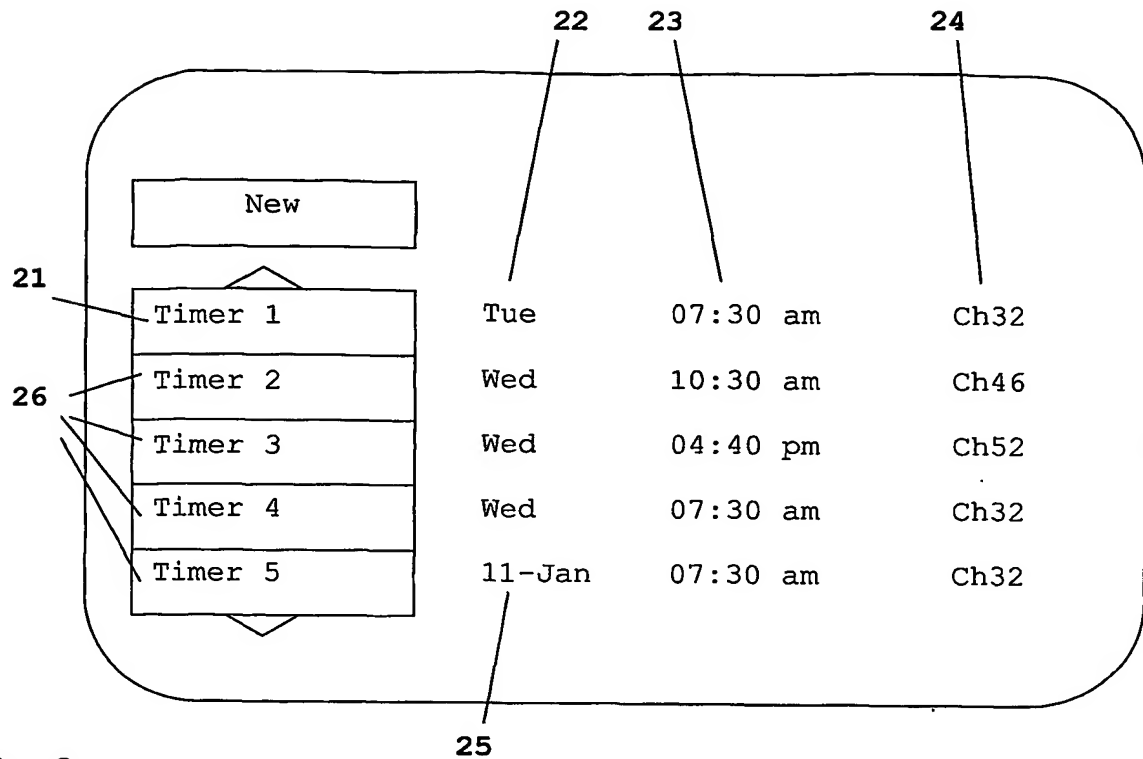 22 23 24
New
21 Timer 1 Tue 07:30 am Ch32
Timer 2 Wed 10:30 am Ch46
26
Timer 3 Wed 04:40 pm Ch52
Timer 4 Wed 07:30 am Ch32
Timer 5 11-Jan 07:30 am Ch32
25